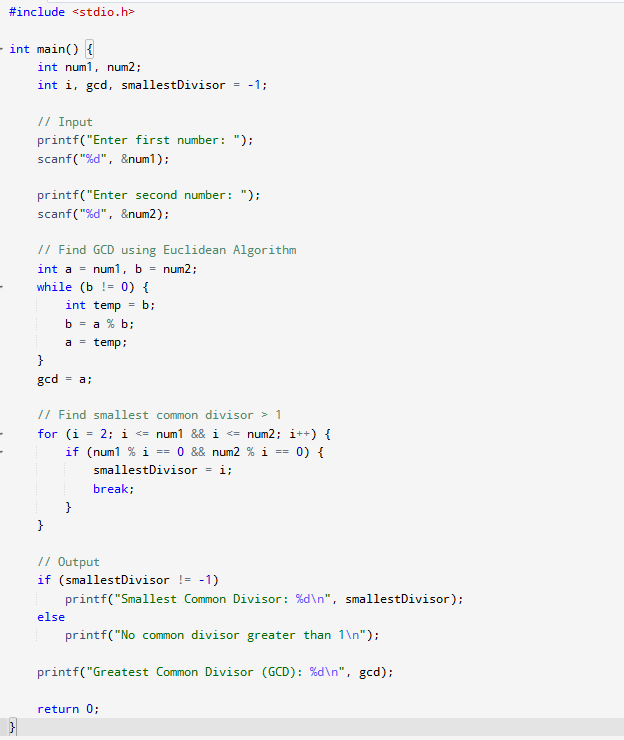 #include <stdio.h>

int main() {
    int num1, num2;
    int i, gcd, smallestDivisor = -1;

    // Input
    printf("Enter first number: ");
    scanf("%d", &num1);

    printf("Enter second number: ");
    scanf("%d", &num2);

    // Find GCD using Euclidean Algorithm
    int a = num1, b = num2;
    while (b != 0) {
        int temp = b;
        b = a % b;
        a = temp;
    }
    gcd = a;

    // Find smallest common divisor > 1
    for (i = 2; i <= num1 && i <= num2; i++) {
        if (num1 % i == 0 && num2 % i == 0) {
            smallestDivisor = i;
            break;
        }
    }

    // Output
    if (smallestDivisor != -1)
        printf("Smallest Common Divisor: %d\n", smallestDivisor);
    else
        printf("No common divisor greater than 1\n");

    printf("Greatest Common Divisor (GCD): %d\n", gcd);

    return 0;
}